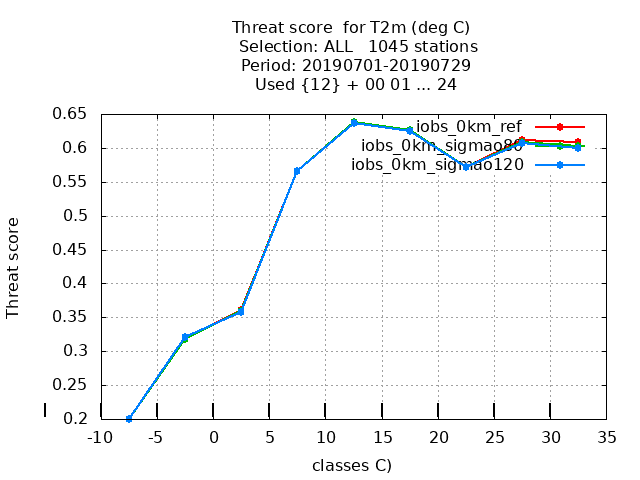 Threat score  for T2m (deg C)
Selection: ALL   1045 stations
Period: 20190701-20190729
Used {12} + 00 01 ... 24
iobs_0km_ref
iobs_0km_sigmao80
iobs_0km_sigmao120
0.65
0.6
0.55
0.5
0.45
0.4
0.35
0.3
0.25
0.2
Threat score
-10 -5 0 5 10 15 20 25 30 35
classes C)